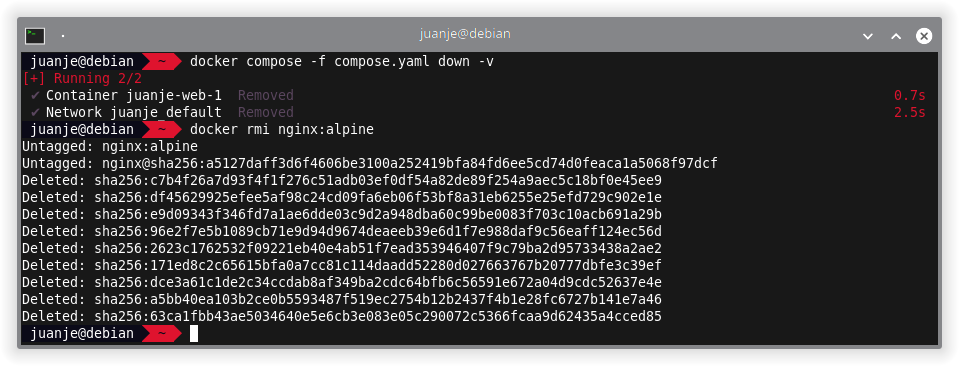 juanje@debian
juanje@debian ~ docker compose -f compose.yaml down -v
[+] Running 2/2
✔ Container juanje-web-1 Removed 0.7s
✔ Network juanje_default Removed 2.5s
juanje@debian ~ docker rmi nginx:alpine
Untagged: nginx:alpine
Untagged: nginx@sha256:a5127daff3d6f4606be3100a252419bfa84fd6ee5cd74d0feaca1a5068f97dcf
Deleted: sha256:c7b4f26a7d93f4f1f276c51adb03ef0df54a82de89f254a9aec5c18bf0e45ee9
Deleted: sha256:df45629925efee5af98c24cd09fa6eb06f53bf8a31eb6255e25efd729c902e1e
Deleted: sha256:e9d09343f346fd7a1ae6dde03c9d2a948dba60c99be0083f703c10acb691a29b
Deleted: sha256:96e2f7e5b1089cb71e9d94d9674deaeeb39e6d1f7e988daf9c56eaff124ec56d
Deleted: sha256:2623c1762532f09221eb40e4ab51f7ead353946407f9c79ba2d95733438a2ae2
Deleted: sha256:171ed8c2c65615bfa0a7cc81c114daadd52280d027663767b20777dbfe3c39ef
Deleted: sha256:dce3a61c1de2c34ccdab8af349ba2cdc64bfb6c56591e672a04d9cdc52637e4e
Deleted: sha256:a5bb40ea103b2ce0b5593487f519ec2754b12b2437f4b1e28fc6727b141e7a46
Deleted: sha256:63ca1fbb43ae5034640e5e6cb3e083e05c290072c5366fcaa9d62435a4cced85
juanje@debian ~